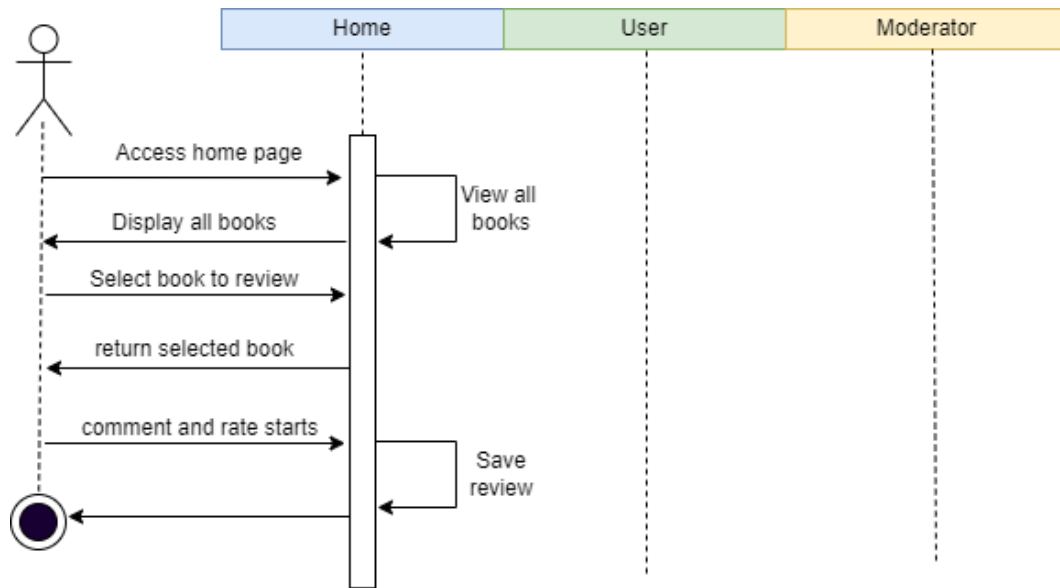 Home
User
Moderator
Access home page
View all
books
Display all books
Select book to review
return selected book
comment and rate starts
Save
review